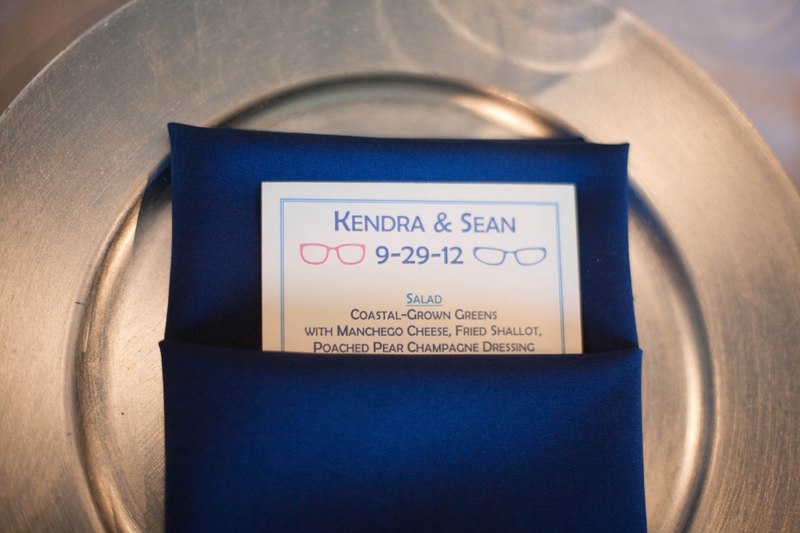 Kendra & Sean
9-29-12
Salad
Coastal-Grown Greens
with Manchego Cheese, Fried Shallot,
Poached Pear Champagne Dressing